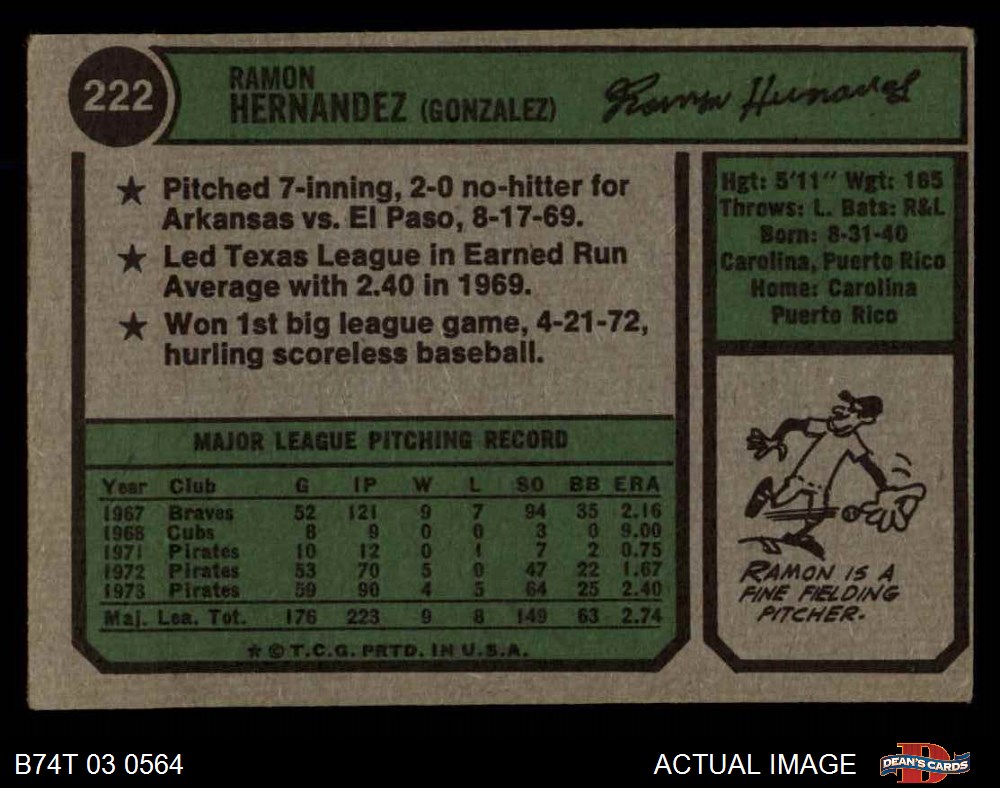 222
RAMON
HERNANDEZ (GONZALEZ)
Ramon Hernandez
★ Pitched 7-inning, 2-0 no-hitter for
Arkansas vs. El Paso, 8-17-69.
★ Led Texas League in Earned Run
Average with 2.40 in 1969.
★ Won 1st big league game, 4-21-72,
hurling scoreless baseball.
Hgt: 5'11" Wgt: 165
Throws: L. Bats: R&L
Born: 8-31-40
Carolina, Puerto Rico
Home: Carolina
Puerto Rico
MAJOR LEAGUE PITCHING RECORD
Year Club G IP W L SO BB ERA
1967 Braves 52 121 9 7 94 35 2.16
1968 Cubs 8 9 0 0 3 0 9.00
1971 Pirates 10 12 0 1 7 2 0.75
1972 Pirates 53 70 5 0 47 22 1.67
1973 Pirates 59 90 4 5 64 25 2.40
Maj. Lea. Tot. 176 223 9 8 149 63 2.74
★ © T.C.G. PRTD. IN U.S.A.
RAMON IS A
FINE FIELDING
PITCHER.
B74T 03 0564
ACTUAL IMAGE
D
DEAN'S CARDS